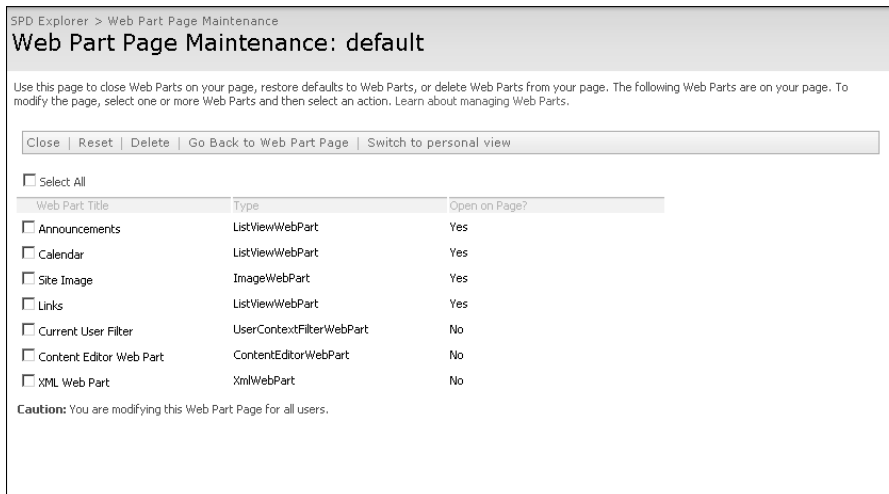 SPD Explorer > Web Part Page Maintenance
Web Part Page Maintenance: default
Use this page to close Web Parts on your page, restore defaults to Web Parts, or delete Web Parts from your page. The following Web Parts are on your page. To
modify the page, select one or more Web Parts and then select an action. Learn about managing Web Parts.
Close | Reset | Delete | Go Back to Web Part Page | Switch to personal view
Select All
Web Part Title Type Open on Page?
Announcements ListViewWebPart Yes
Calendar ListViewWebPart Yes
Site Image ImageWebPart Yes
Links ListViewWebPart Yes
Current User Filter UserContextFilterWebPart No
Content Editor Web Part ContentEditorWebPart No
XML Web Part XmlWebPart No
Caution: You are modifying this Web Part Page for all users.